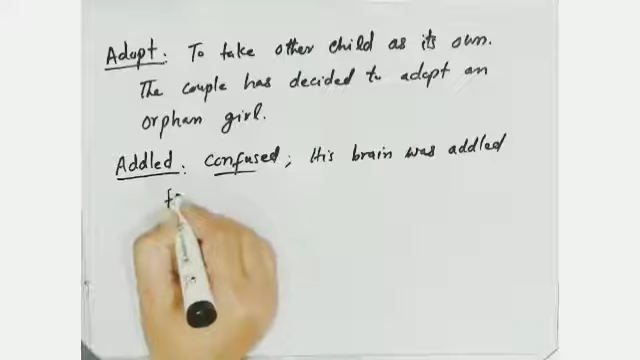 Adopt: To take other child as its own.
The couple has decided to adopt an
orphan girl.
Addled: confused; His brain was addled